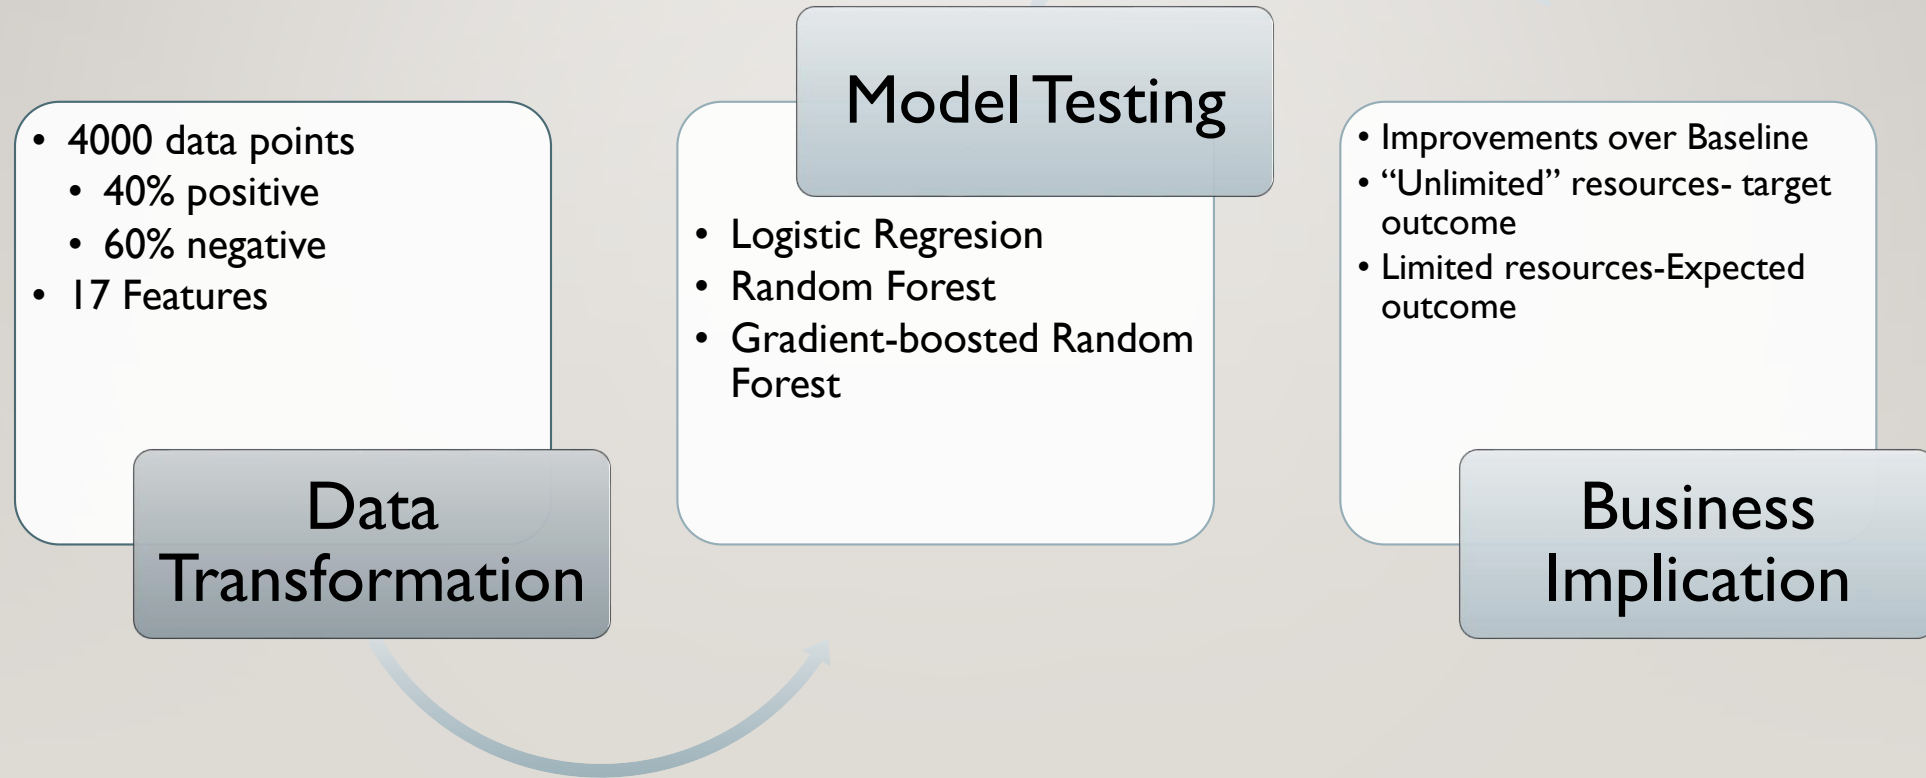 • 4000 data points
• 40% positive
• 60% negative
• 17 Features
Data
Transformation
Model Testing
• Logistic Regresion
• Random Forest
• Gradient-boosted Random
Forest
• Improvements over Baseline
• “Unlimited” resources- target
outcome
• Limited resources-Expected
outcome
Business
Implication